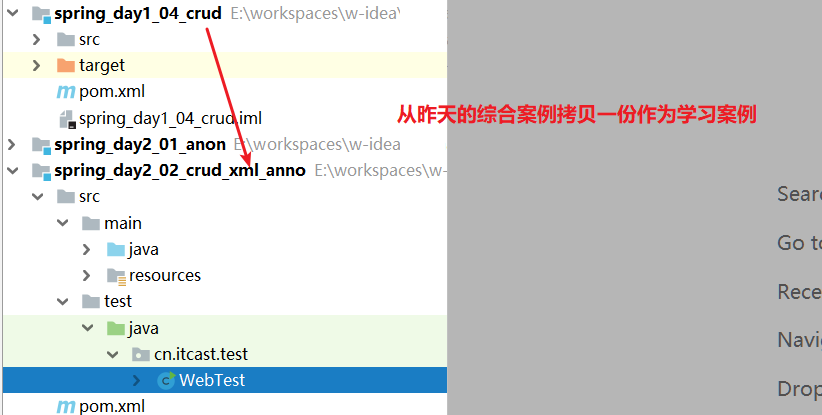 spring_day1_04_crud E:\workspaces\w-idea\
src
target
pom.xml
spring_day1_04_crud.iml
从昨天的综合案例拷贝一份作为学习案例
spring_day2_01_anon E:\workspaces\w-idea
spring_day2_02_crud_xml_anno E:\workspaces\w-
src
main
java
resources
test
java
cn.itcast.test
WebTest
pom.xml
Sear
Go to
Rece
Navi
Drop